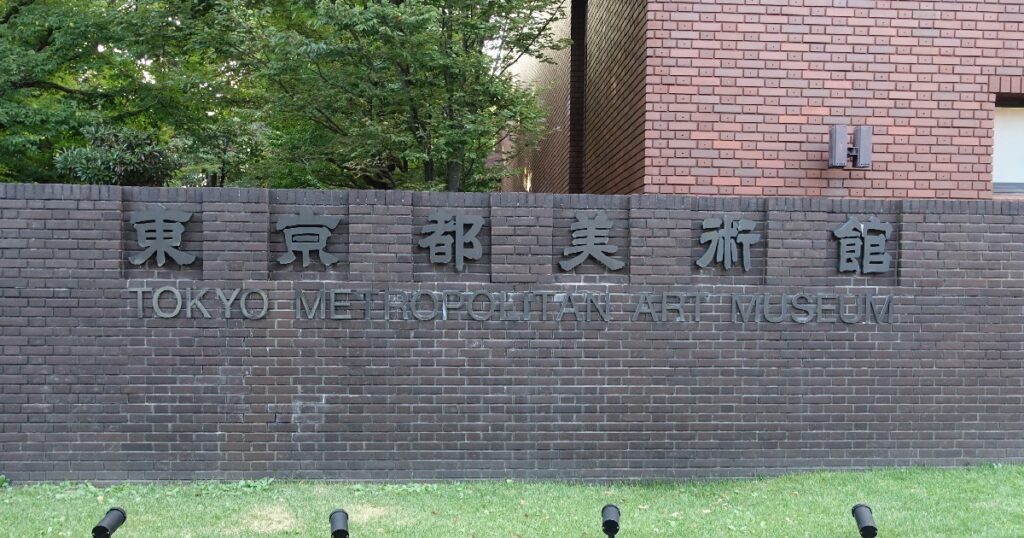 東京都美術館
TOKYO METROPOLITAN ART MUSEUM